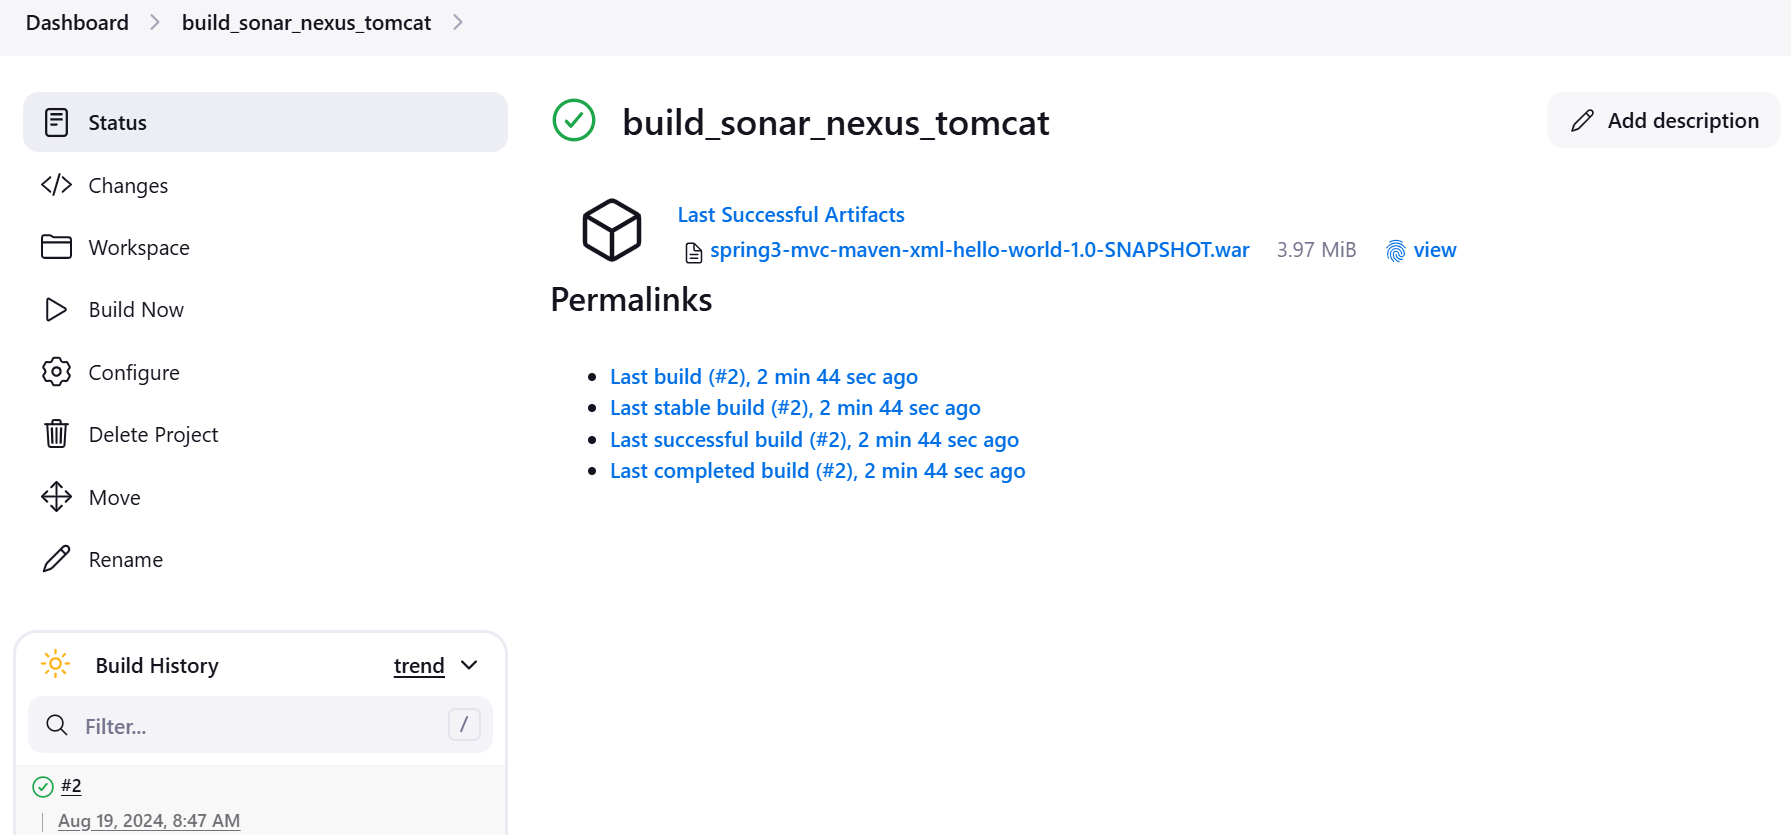 Dashboard > build_sonar_nexus_tomcat >
Status
Changes
Workspace
Build Now
Configure
Delete Project
Move
Rename
Build History trend
Filter... /
#2
Aug 19, 2024, 8:47 AM
build_sonar_nexus_tomcat
Add description
Last Successful Artifacts
spring3-mvc-maven-xml-hello-world-1.0-SNAPSHOT.war 3.97 MiB view
Permalinks
Last build (#2), 2 min 44 sec ago
Last stable build (#2), 2 min 44 sec ago
Last successful build (#2), 2 min 44 sec ago
Last completed build (#2), 2 min 44 sec ago